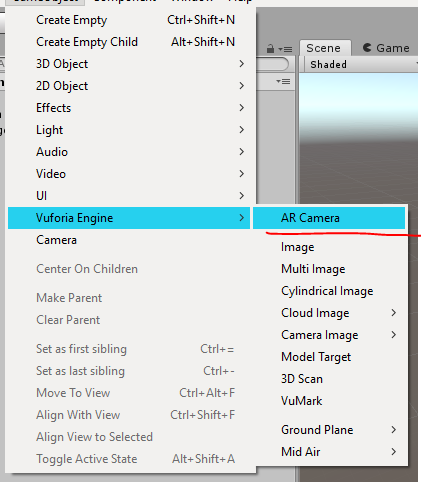 GameObject
Create Empty Ctrl+Shift+N
Create Empty Child Alt+Shift+N
3D Object
2D Object
Effects
Light
Audio
Video
UI
Vuforia Engine
Camera
Center On Children
Make Parent
Clear Parent
Set as first sibling Ctrl+=
Set as last sibling Ctrl+-
Move To View Ctrl+Alt+F
Align With View Ctrl+Shift+F
Align View to Selected
Toggle Active State Alt+Shift+A
Scene
Game
Shaded
AR Camera
Image
Multi Image
Cylindrical Image
Cloud Image
Camera Image
Model Target
3D Scan
VuMark
Ground Plane
Mid Air